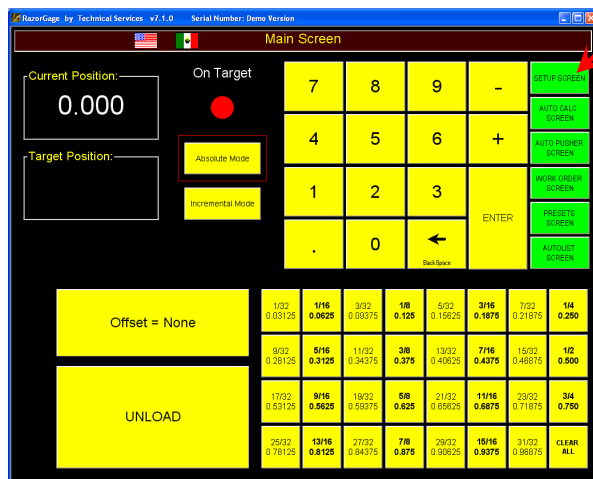 RazorGage by Technical Services v7.1.0 Serial Number: Demo Version
Main Screen
Current Position:
0.000
On Target
Target Position:
Absolute Mode
Incremental Mode
7 8 9 -
4 5 6 +
1 2 3
. 0
BackSpace
ENTER
SETUP SCREEN
AUTO CALC
SCREEN
AUTO PUSHER
SCREEN
WORK ORDER
SCREEN
PRESETS
SCREEN
AUTOLIST
SCREEN
Offset = None
UNLOAD
1/32 1/16 3/32 1/8 5/32 3/16 7/32 1/4
0.03125 0.0625 0.09375 0.125 0.15625 0.1875 0.21875 0.250
9/32 5/16 11/32 3/8 13/32 7/16 15/32 1/2
0.28125 0.3125 0.34375 0.375 0.40625 0.4375 0.46875 0.500
17/32 9/16 19/32 5/8 21/32 11/16 23/32 3/4
0.53125 0.5625 0.59375 0.625 0.65625 0.6875 0.71875 0.750
25/32 13/16 27/32 7/8 29/32 15/16 31/32 CLEAR
0.78125 0.8125 0.84375 0.875 0.90625 0.9375 0.96875 ALL